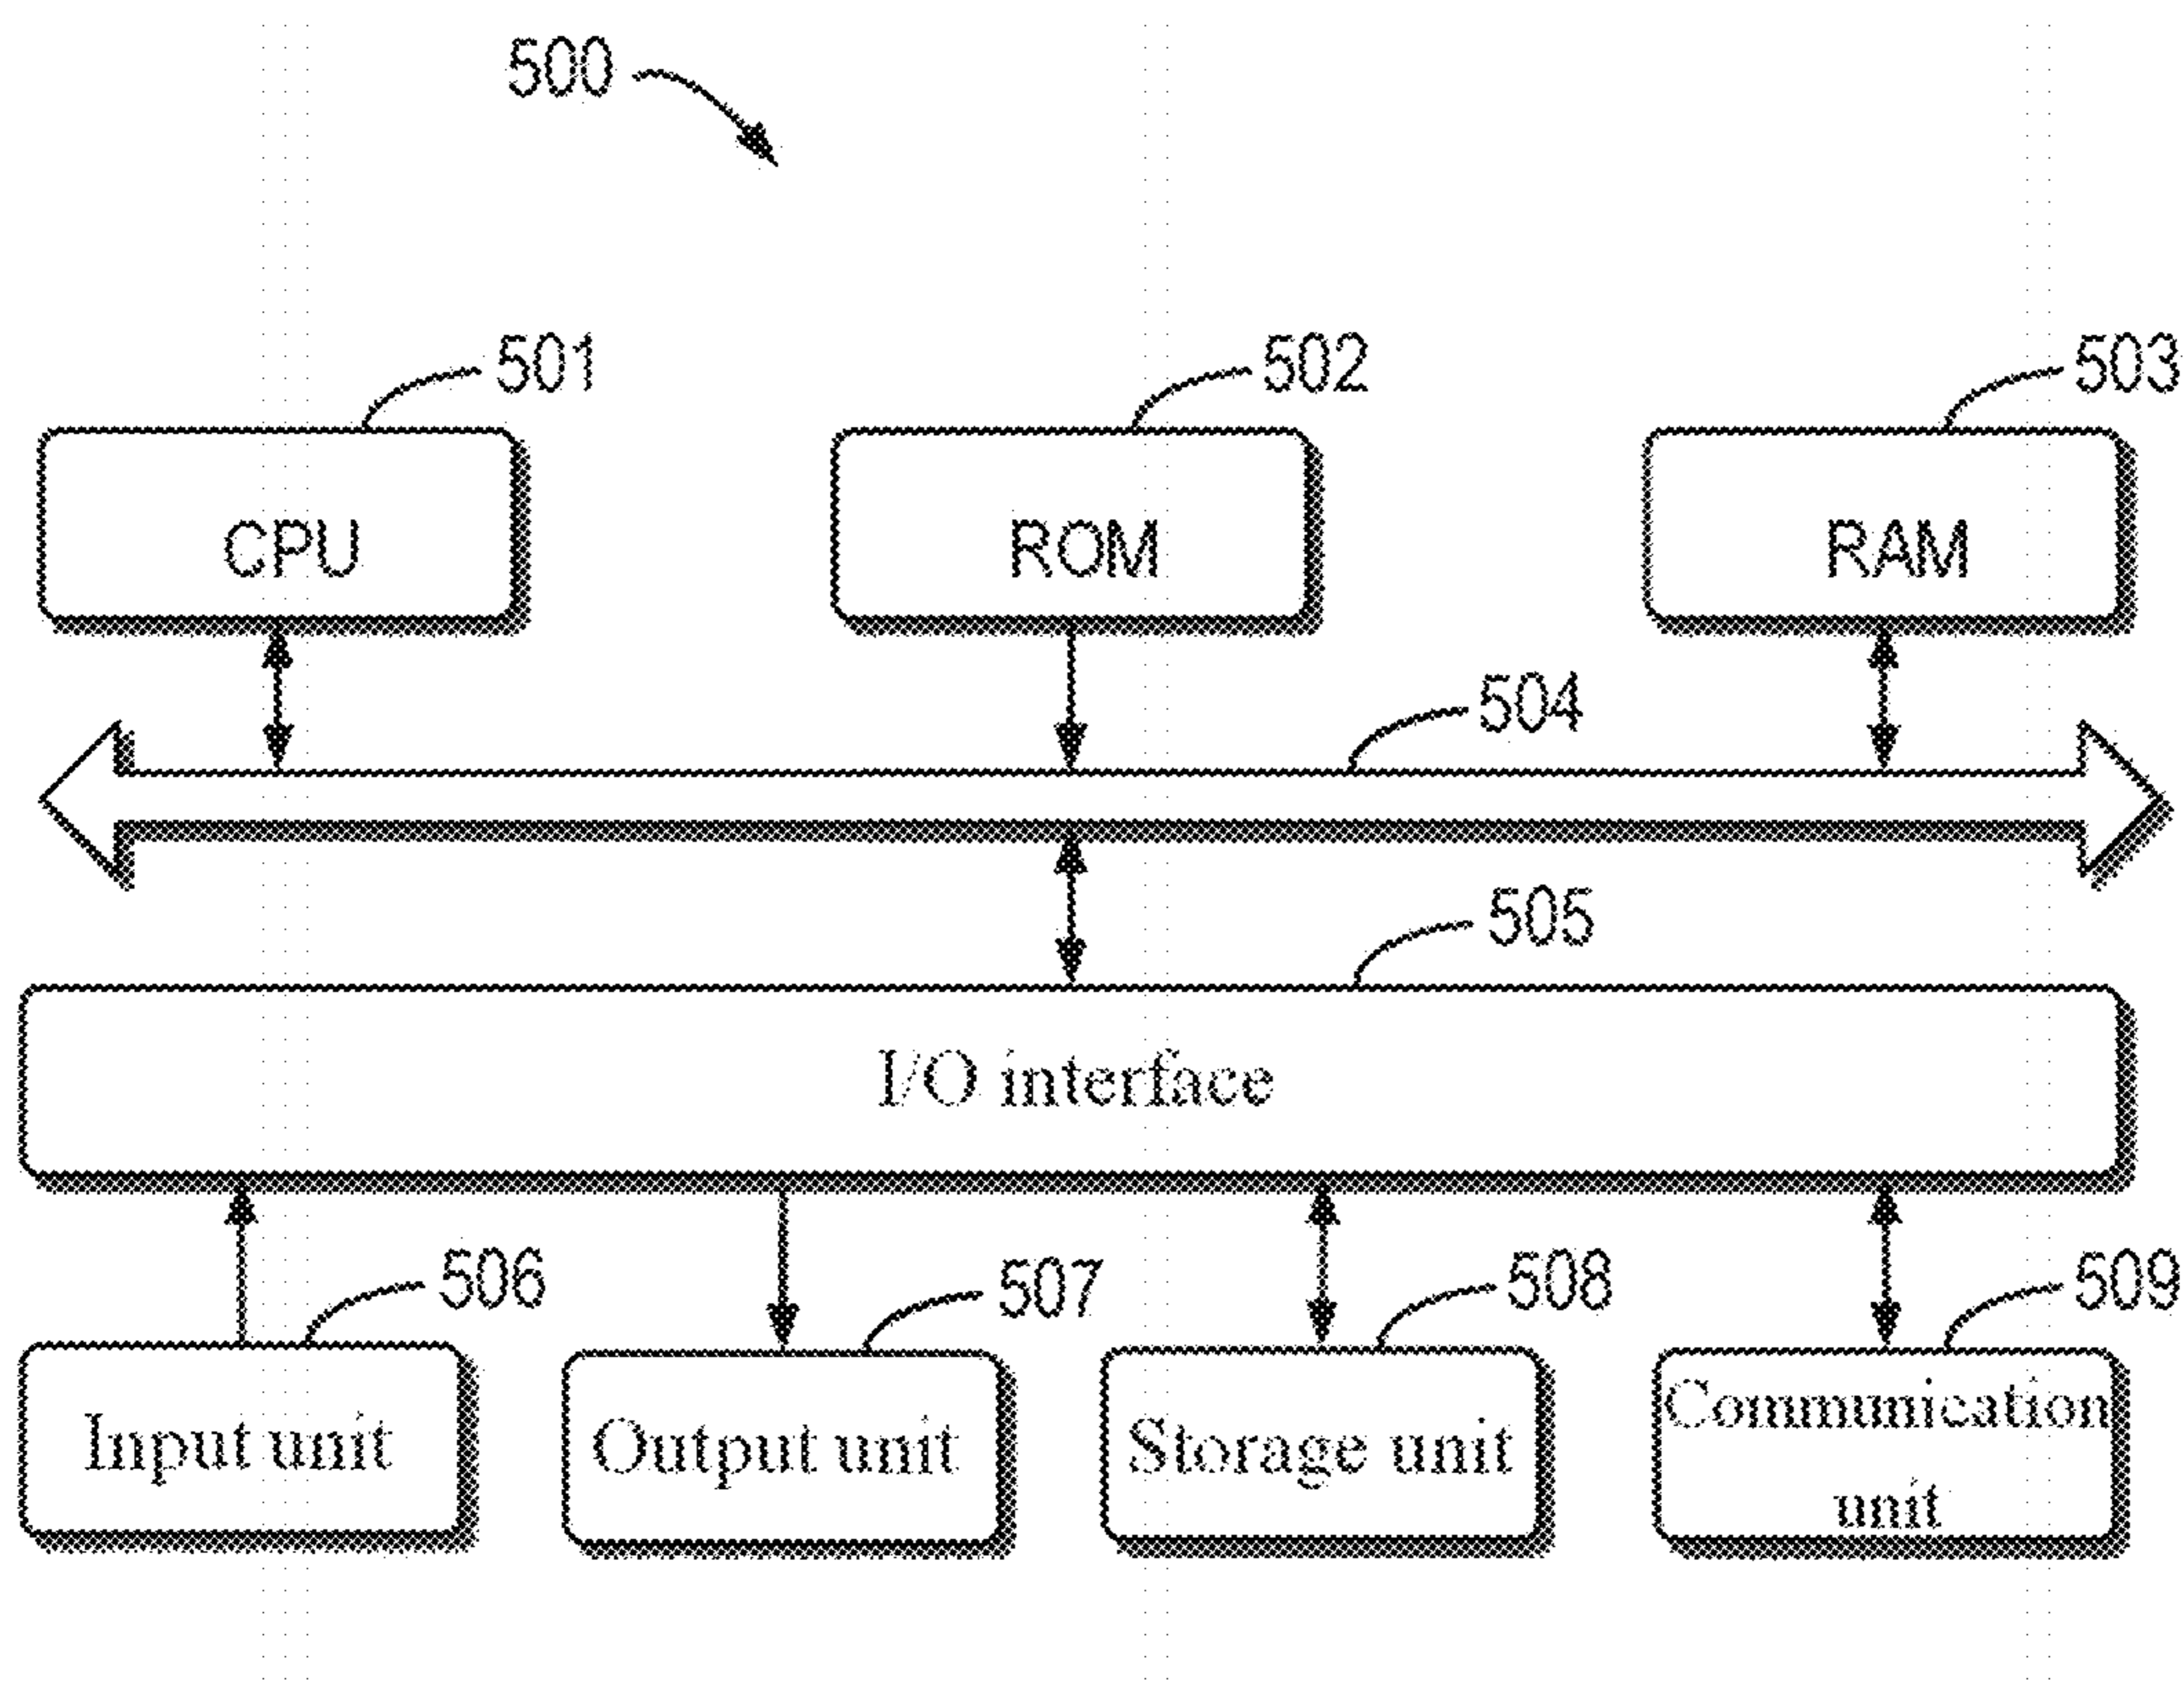 500
501
502
503
CPU
ROM
RAM
504
505
I/O interface
506
507
508
509
Input unit
Output unit
Storage unit
Communication
unit